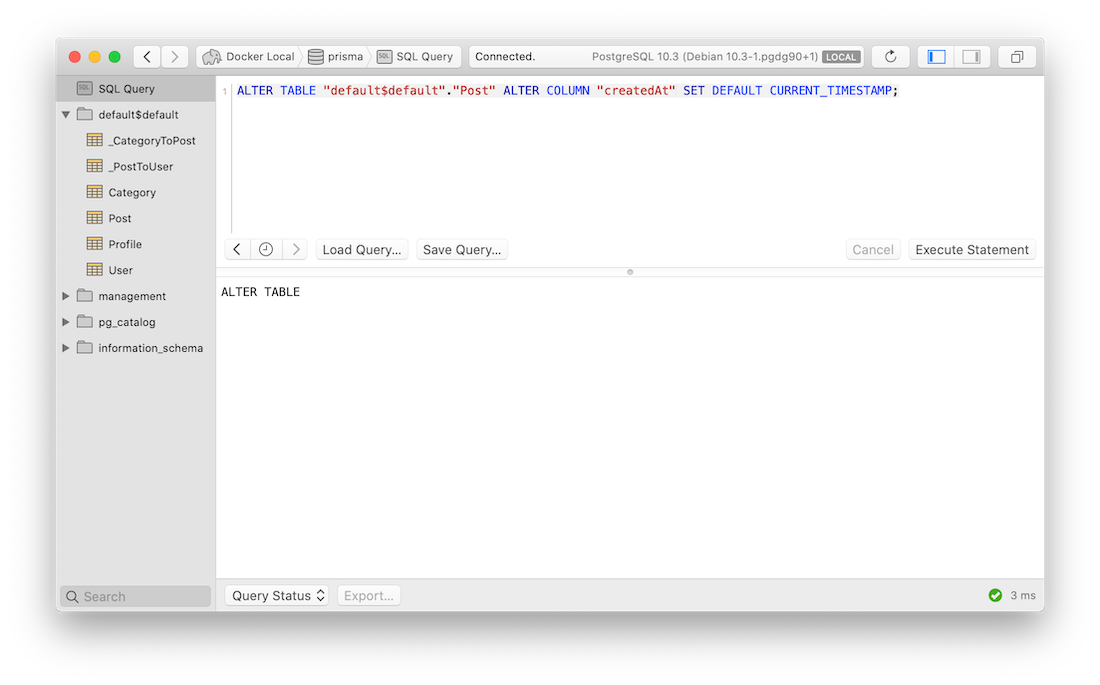 Docker Local prisma SQL SQL Query Connected. PostgreSQL 10.3 (Debian 10.3-1.pgdg90+1) LOCAL
SQL SQL Query
default$default
_CategoryToPost
_PostToUser
Category
Post
Profile
User
management
pg_catalog
information_schema
Search
1 ALTER TABLE "default$default"."Post" ALTER COLUMN "createdAt" SET DEFAULT CURRENT_TIMESTAMP;
Load Query... Save Query... Cancel Execute Statement
ALTER TABLE
Query Status Export... 3 ms